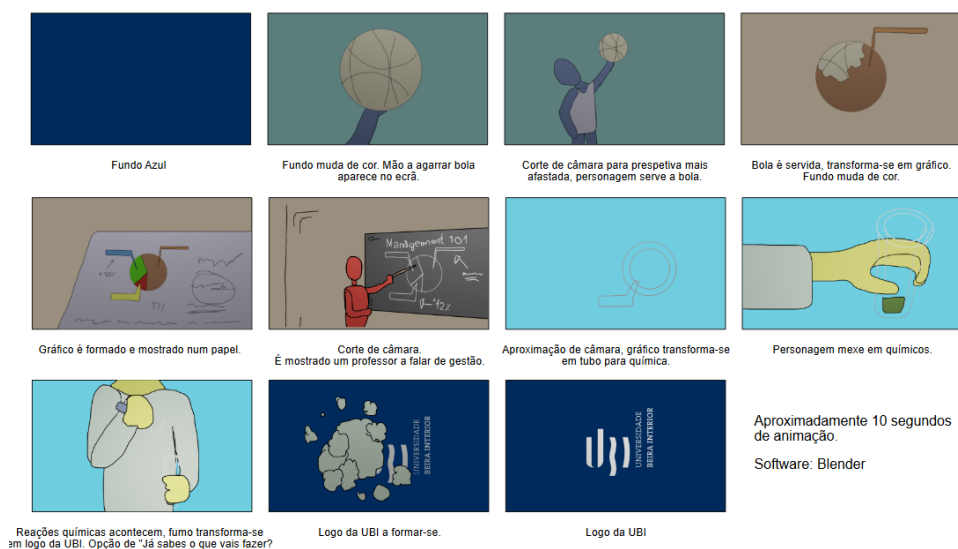 Fundo Azul
Fundo muda de cor. Mão a agarrar bola
aparece no ecrã.
Corte de câmara para prespetiva mais
afastada, personagem serve a bola.
Bola é servida, transforma-se em gráfico.
Fundo muda de cor.
Gráfico é formado e mostrado num papel.
Management 101
12%
Corte de câmara.
É mostrado um professor a falar de gestão.
Aproximação de câmara, gráfico transforma-se
em tubo para química.
Personagem mexe em químicos.
Reações químicas acontecem, fumo transforma-se
em logo da UBI. Opção de "Já sabes o que vais fazer?
UNIVERSIDADE
BEIRA INTERIOR
Logo da UBI a formar-se.
UNIVERSIDADE
BEIRA INTERIOR
Logo da UBI
Aproximadamente 10 segundos
de animação.
Software: Blender